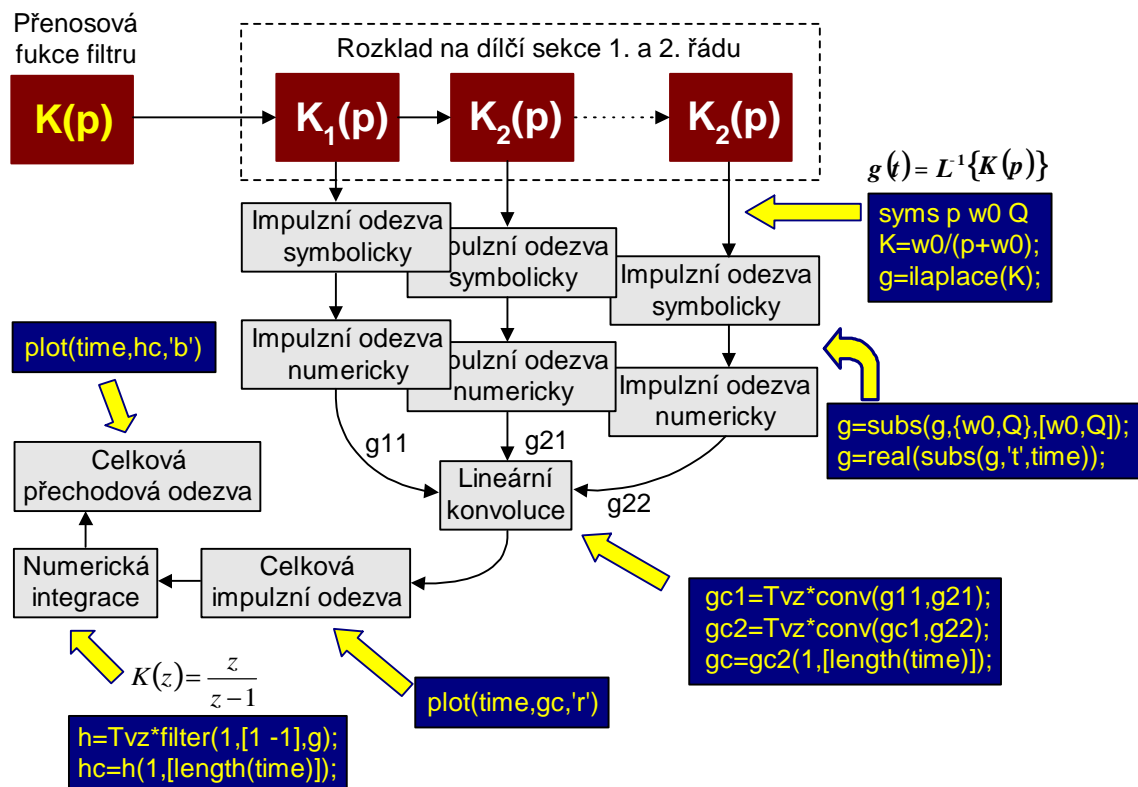 Přenosová
fukce filtru
K(p)
Rozklad na dílčí sekce 1. a 2. řádu
K₁(p)
K₂(p)
K₂(p)
g(t) = L⁻¹{K(p)}
syms p w0 Q
K=w0/(p+w0);
g=ilaplace(K);
Impulzní odezva
symbolicky
pulzní odezva
symbolicky
Impulzní odezva
symbolicky
plot(time,hc,'b')
Impulzní odezva
numericky
pulzní odezva
numericky
Impulzní odezva
numericky
g=subs(g,{w0,Q},[w0,Q]);
g=real(subs(g,'t',time));
g11
g21
g22
Celková
přechodová odezva
Lineární
konvoluce
Numerická
integrace
Celková
impulzní odezva
gc1=Tvz*conv(g11,g21);
gc2=Tvz*conv(gc1,g22);
gc=gc2(1,[length(time)]);
K(z) = z / (z − 1)
plot(time,gc,'r')
h=Tvz*filter(1,[1 -1],g);
hc=h(1,[length(time)]);